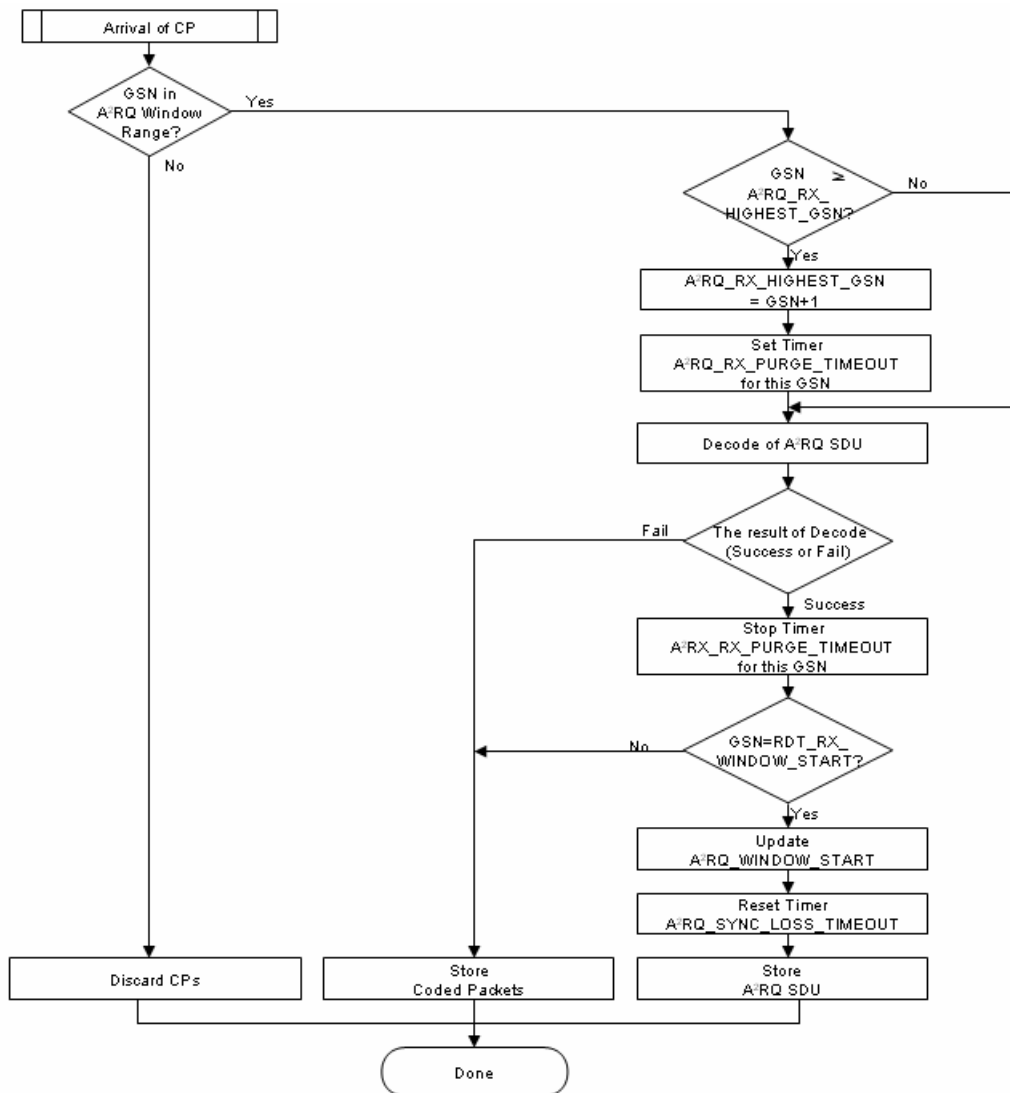 Arrival of CP
GSN in
A²RQ Window
Range?
Yes
No
GSN ≥
A²RQ_RX_
HIGHEST_GSN?
No
Yes
A²RQ_RX_HIGHEST_GSN
= GSN+1
Set Timer
A²RQ_RX_PURGE_TIMEOUT
for this GSN
Decode of A²RQ SDU
Fail
The result of Decode
(Success or Fail)
Success
Stop Timer
A²RX_RX_PURGE_TIMEOUT
for this GSN
No
GSN=RDT_RX_
WINDOW_START?
Yes
Update
A²RQ_WINDOW_START
Reset Timer
A²RQ_SYNC_LOSS_TIMEOUT
Discard CPs
Store
Coded Packets
Store
A²RQ SDU
Done